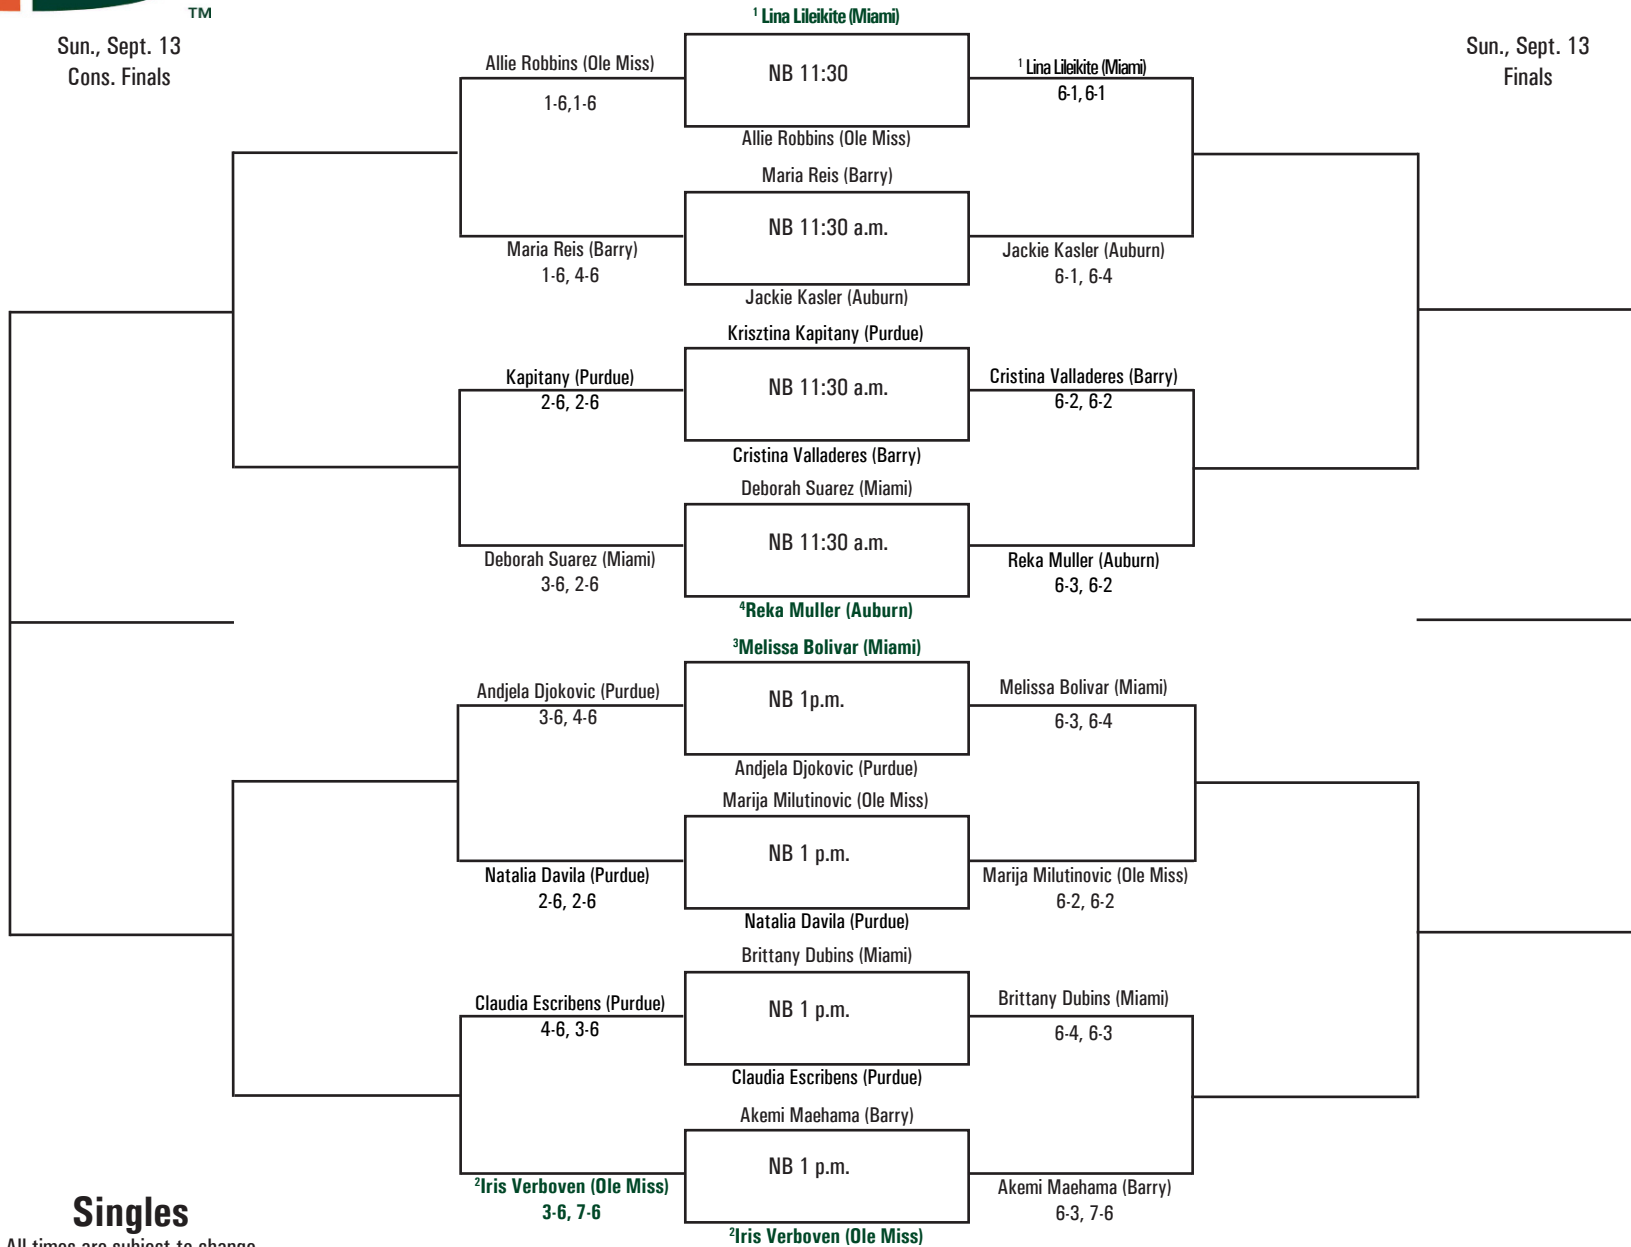 TM
Sun., Sept. 13
Cons. Finals
Sun., Sept. 13
Finals
¹ Lina Lileikite (Miami)
NB 11:30
Allie Robbins (Ole Miss)
Allie Robbins (Ole Miss)
1-6,1-6
¹ Lina Lileikite (Miami)
6-1, 6-1
Maria Reis (Barry)
NB 11:30 a.m.
Jackie Kasler (Auburn)
Maria Reis (Barry)
1-6, 4-6
Jackie Kasler (Auburn)
6-1, 6-4
Krisztina Kapitany (Purdue)
NB 11:30 a.m.
Cristina Valladeres (Barry)
Kapitany (Purdue)
2-6, 2-6
Cristina Valladeres (Barry)
6-2, 6-2
Deborah Suarez (Miami)
NB 11:30 a.m.
⁴Reka Muller (Auburn)
Deborah Suarez (Miami)
3-6, 2-6
Reka Muller (Auburn)
6-3, 6-2
³Melissa Bolivar (Miami)
NB 1p.m.
Andjela Djokovic (Purdue)
Andjela Djokovic (Purdue)
3-6, 4-6
Melissa Bolivar (Miami)
6-3, 6-4
Marija Milutinovic (Ole Miss)
NB 1 p.m.
Natalia Davila (Purdue)
Natalia Davila (Purdue)
2-6, 2-6
Marija Milutinovic (Ole Miss)
6-2, 6-2
Brittany Dubins (Miami)
NB 1 p.m.
Claudia Escribens (Purdue)
Claudia Escribens (Purdue)
4-6, 3-6
Brittany Dubins (Miami)
6-4, 6-3
Akemi Maehama (Barry)
NB 1 p.m.
²Iris Verboven (Ole Miss)
²Iris Verboven (Ole Miss)
3-6, 7-6
Akemi Maehama (Barry)
6-3, 7-6
Singles
All times are subject to change